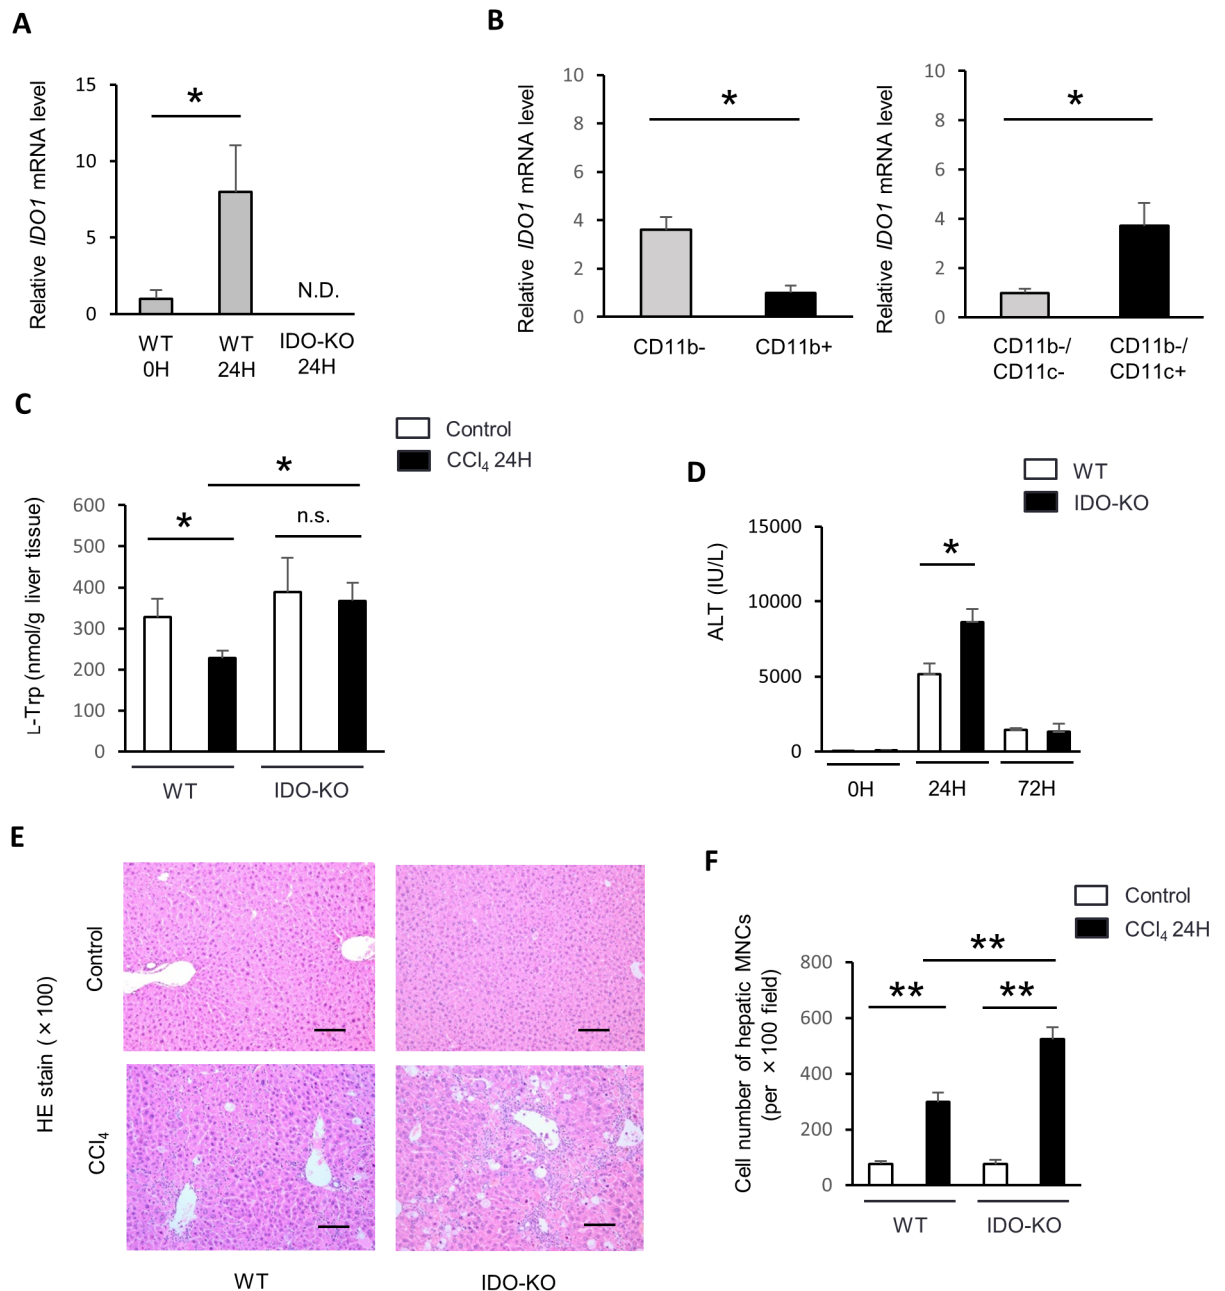 A
Relative IDO1 mRNA level
15
10
5
0
*
N.D.
WT
0H
WT
24H
IDO-KO
24H
B
Relative IDO1 mRNA level
10
8
6
4
2
0
*
CD11b-
CD11b+
Relative IDO1 mRNA level
10
8
6
4
2
0
*
CD11b-/
CD11c-
CD11b-/
CD11c+
C
Control
CCl₄ 24H
L-Trp (nmol/g liver tissue)
600
500
400
300
200
100
0
*
*
n.s.
WT
IDO-KO
D
WT
IDO-KO
ALT (IU/L)
15000
10000
5000
0
*
0H
24H
72H
E
HE stain (×100)
Control
CCl₄
WT
IDO-KO
F
Control
CCl₄ 24H
Cell number of hepatic MNCs
(per ×100 field)
800
600
400
200
0
**
**
**
WT
IDO-KO